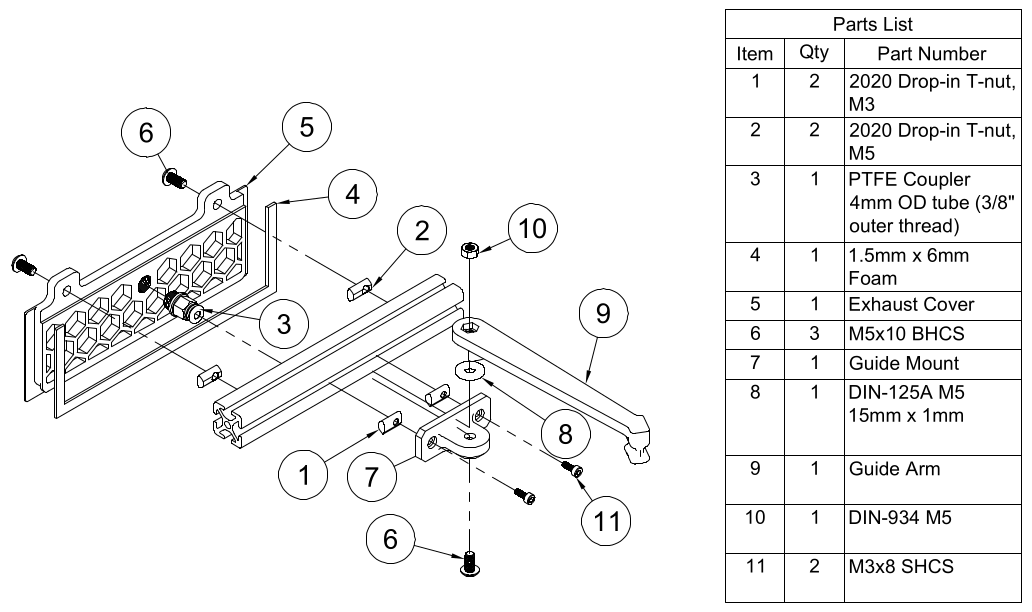 6
5
4
2
10
3
9
8
1
7
11
6
Parts List
Item Qty Part Number
1 2 2020 Drop-in T-nut,
M3
2 2 2020 Drop-in T-nut,
M5
3 1 PTFE Coupler
4mm OD tube (3/8"
outer thread)
4 1 1.5mm x 6mm
Foam
5 1 Exhaust Cover
6 3 M5x10 BHCS
7 1 Guide Mount
8 1 DIN-125A M5
15mm x 1mm
9 1 Guide Arm
10 1 DIN-934 M5
11 2 M3x8 SHCS